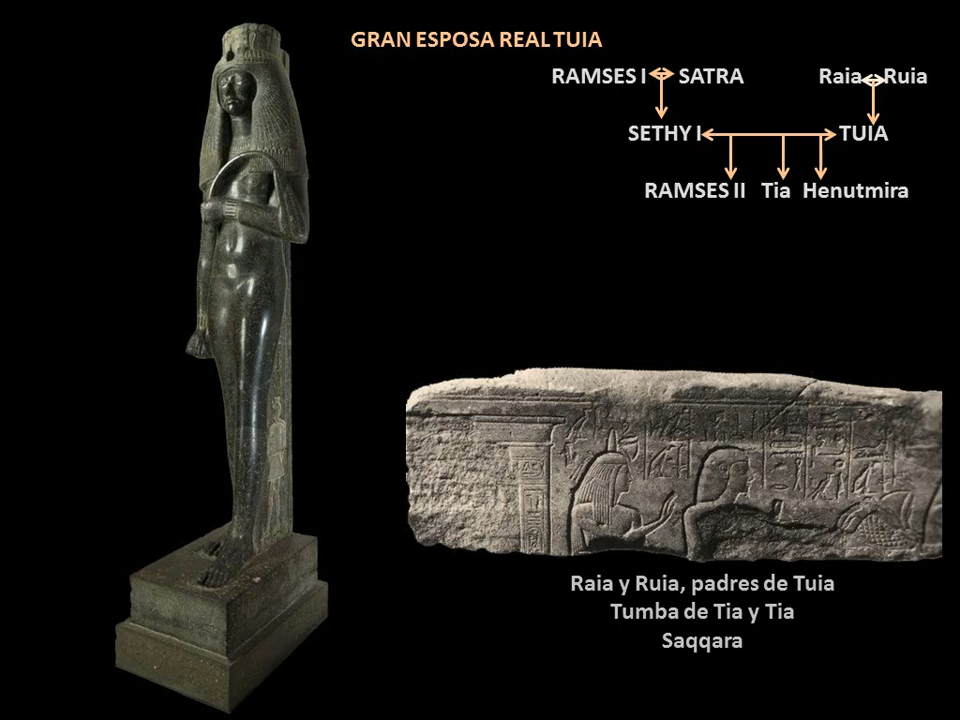 GRAN ESPOSA REAL TUIA
RAMSES I SATRA Raia Ruia
SETHY I TUIA
RAMSES II Tia Henutmira
Raia y Ruia, padres de Tuia
Tumba de Tia y Tia
Saqqara